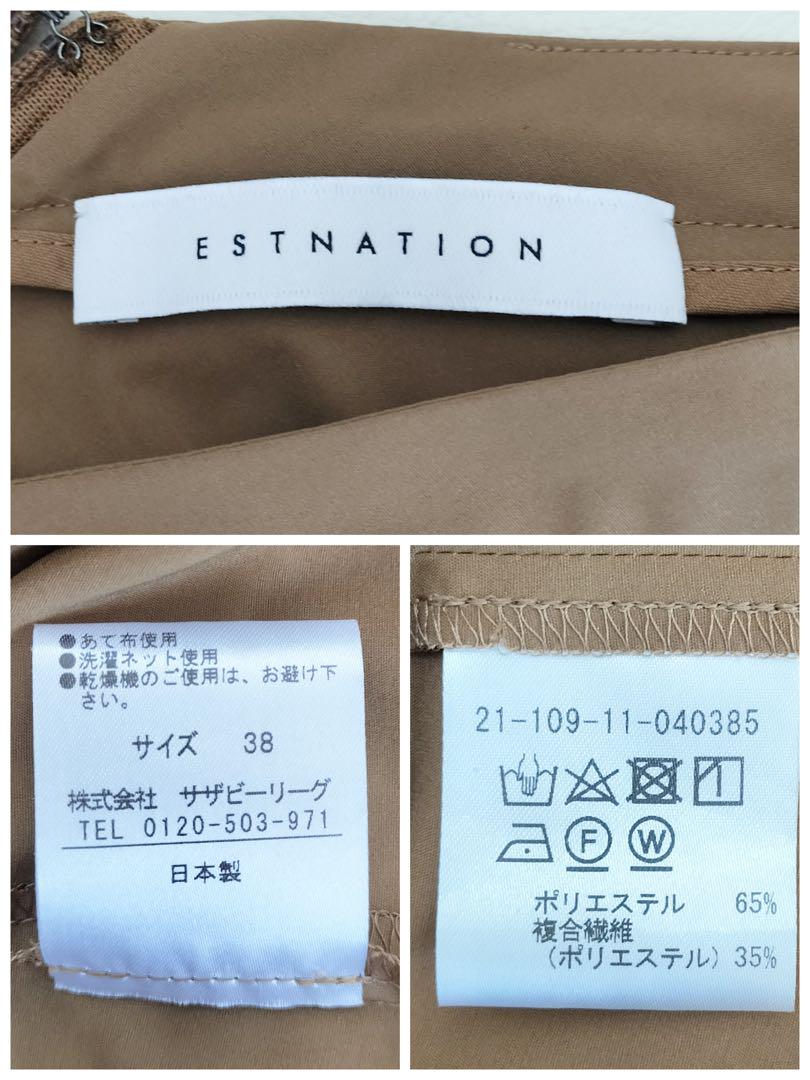 ESTNATION
●あて布使用
●洗濯ネット使用
●乾燥機のご使用は、お避け下
さい。
サイズ 38
株式会社 サザビーリーグ
TEL 0120-503-971
日本製
21-109-11-040385
F W
ポリエステル 65%
複合繊維
(ポリエステル) 35%